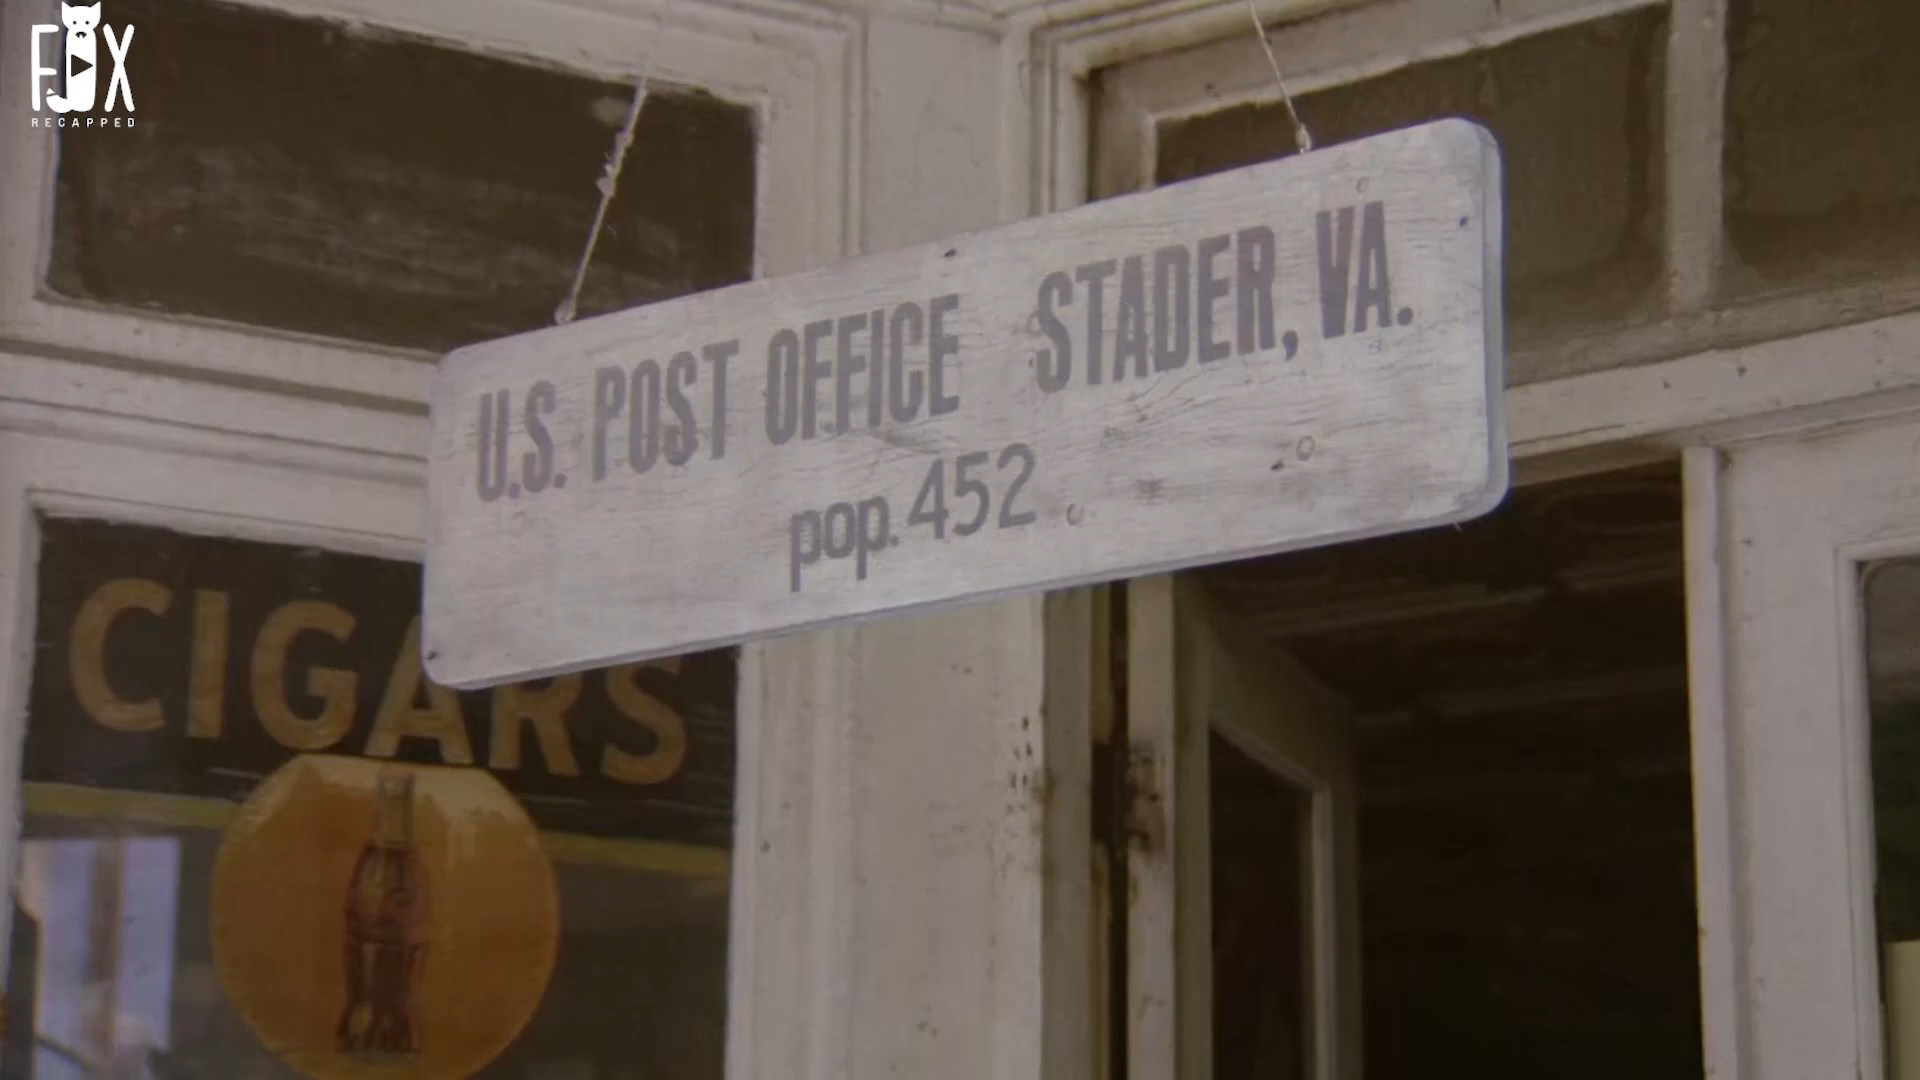 FOX
RECAPPED
U.S. POST OFFICE STADER, VA.
pop. 452
CIGARS